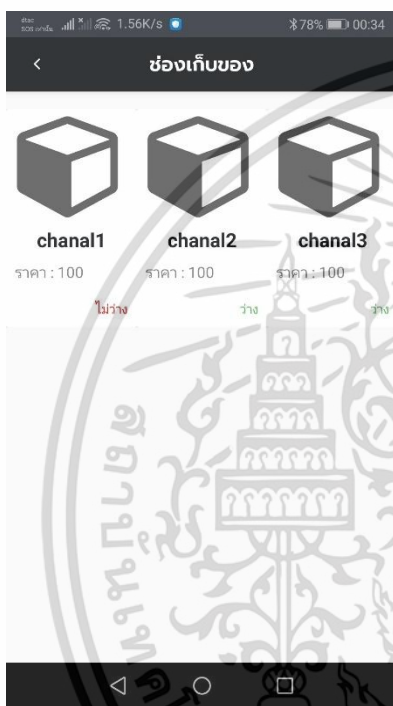 dtac
1.56K/s
78% 00:34
ช่องเก็บของ
chanal1 chanal2 chanal3
ราคา : 100 ราคา : 100 ราคา : 100
ไม่ว่าง ว่าง ว่าง